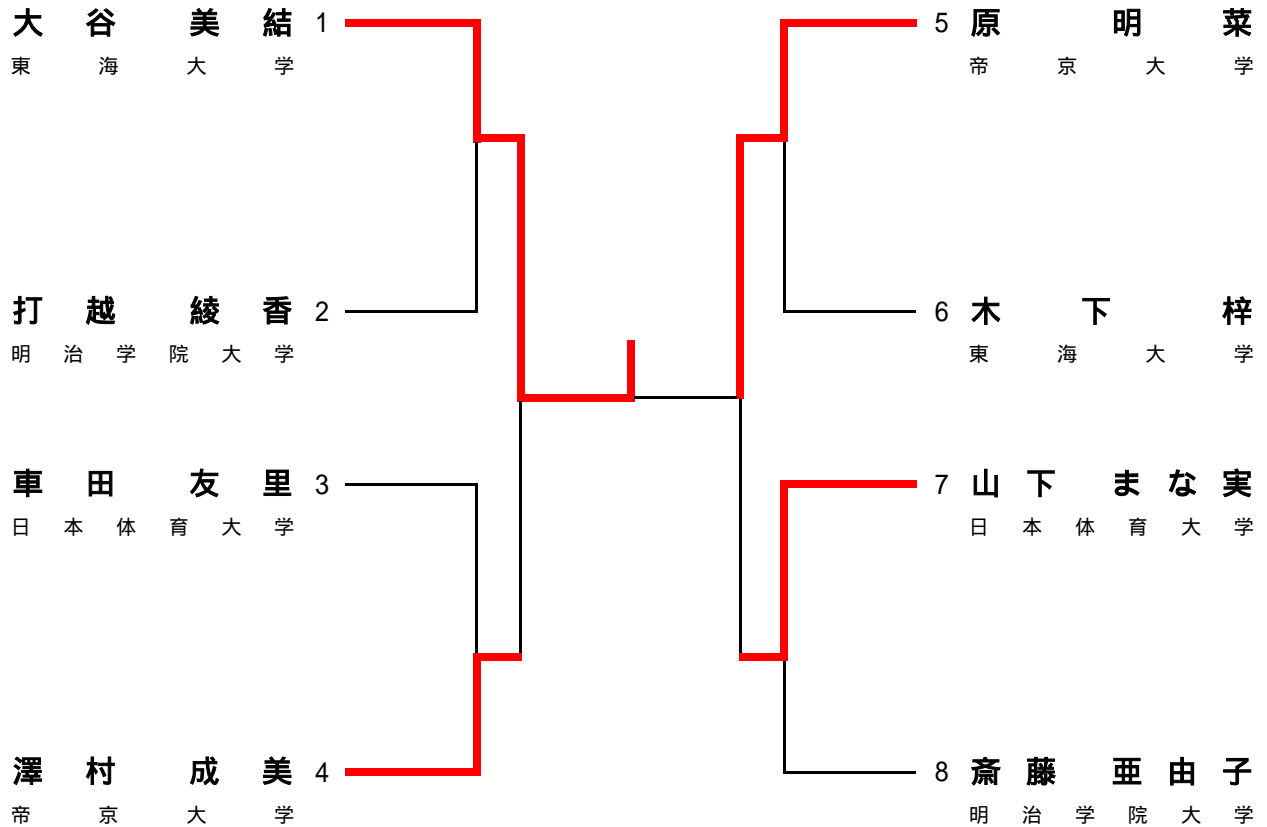 大谷 美結 1
東海大学
打越 綾香 2
明治学院大学
車田 友里 3
日本体育大学
澤村 成美 4
帝京大学
5 原 明菜
帝京大学
6 木下 梓
東海大学
7 山下 まな実
日本体育大学
8 斎藤 亜由子
明治学院大学